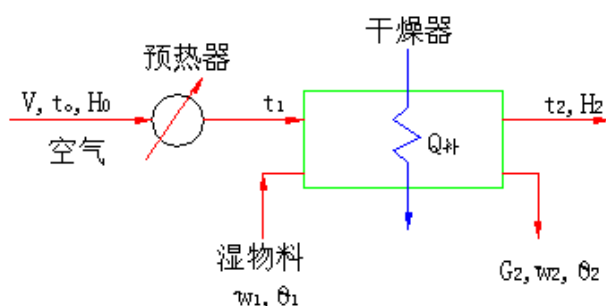 干燥器
预热器
V, t₀, H₀
t₁
t₂, H₂
空气
Q补
湿物料
w₁, θ₁
G₂, w₂, θ₂